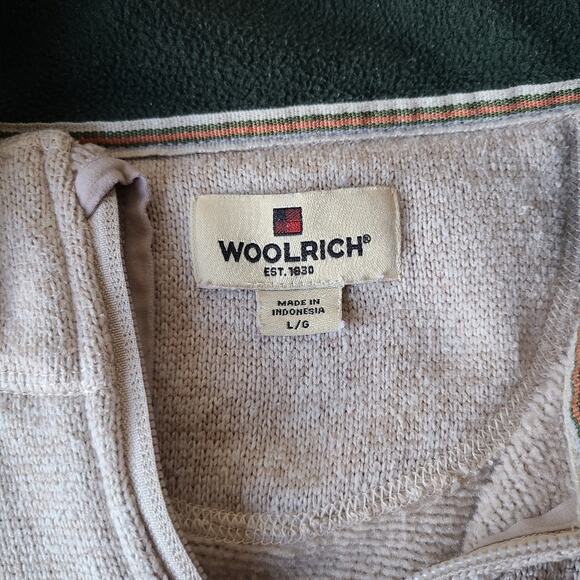 WOOLRICH®
EST. 1830
MADE IN
INDONESIA
L/G